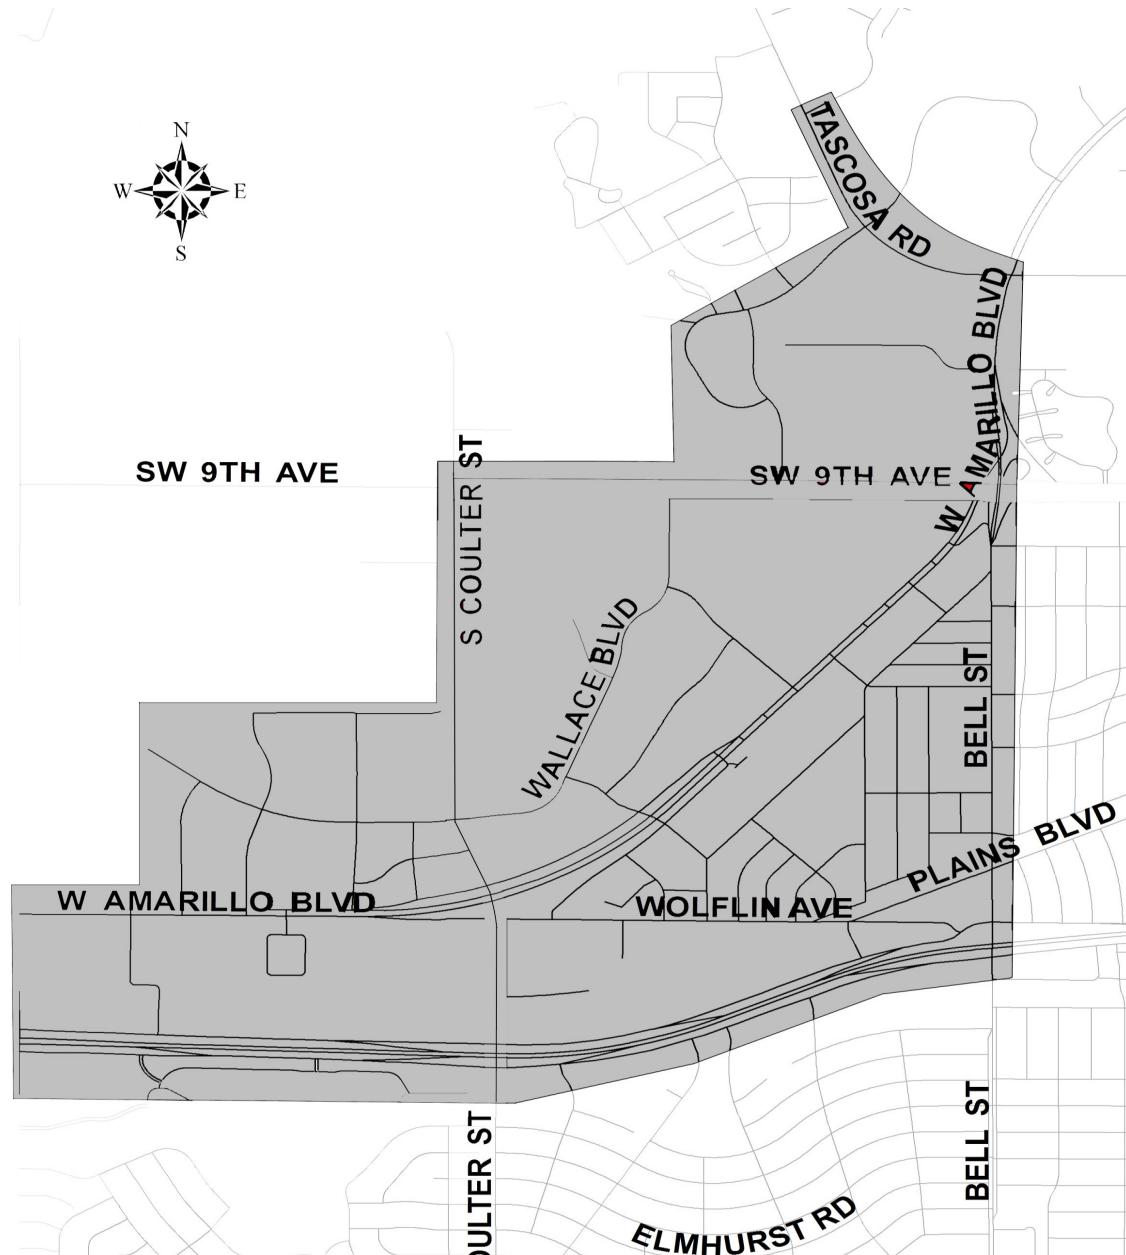 N
W E
S
TASCOSA RD
W AMARILLO BLVD
SW 9TH AVE
S COULTER ST
SW 9TH AVE
WALLACE BLVD
BELL ST
PLAINS BLVD
W AMARILLO BLVD
WOLFLIN AVE
OULTER ST
BELL ST
ELMHURST RD